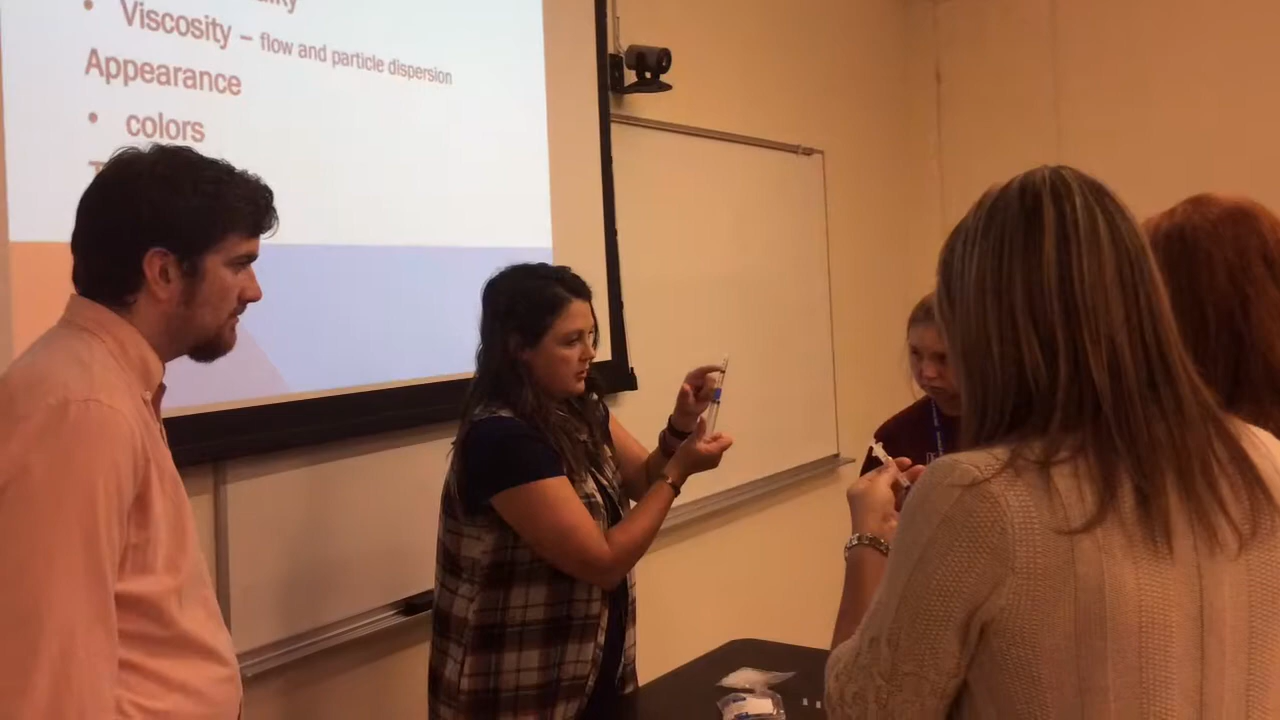 • Viscosity – flow and particle dispersion
Appearance
• colors